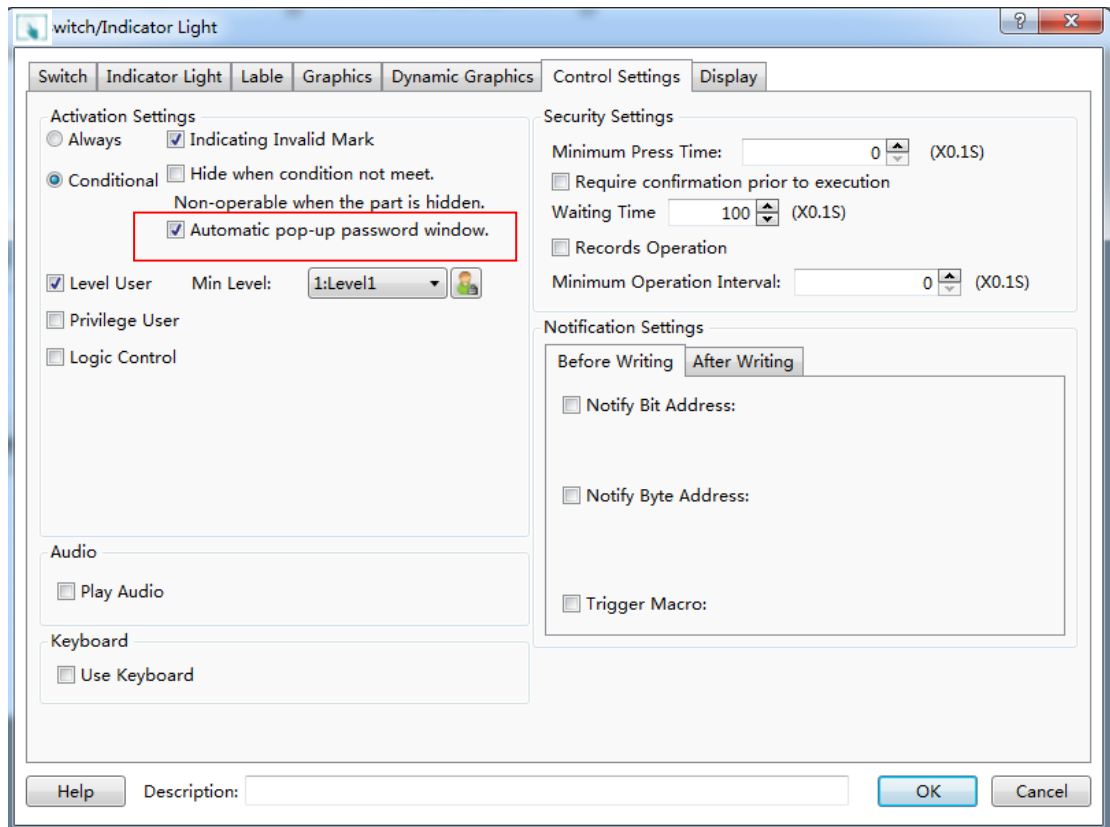 witch/Indicator Light
Switch Indicator Light Lable Graphics Dynamic Graphics Control Settings Display
Activation Settings
Always
Indicating Invalid Mark
Conditional
Hide when condition not meet.
Non-operable when the part is hidden.
Automatic pop-up password window.
Level User Min Level: 1:Level1
Privilege User
Logic Control
Audio
Play Audio
Keyboard
Use Keyboard
Security Settings
Minimum Press Time: 0 (X0.1S)
Require confirmation prior to execution
Waiting Time 100 (X0.1S)
Records Operation
Minimum Operation Interval: 0 (X0.1S)
Notification Settings
Before Writing After Writing
Notify Bit Address:
Notify Byte Address:
Trigger Macro:
Help Description: OK Cancel